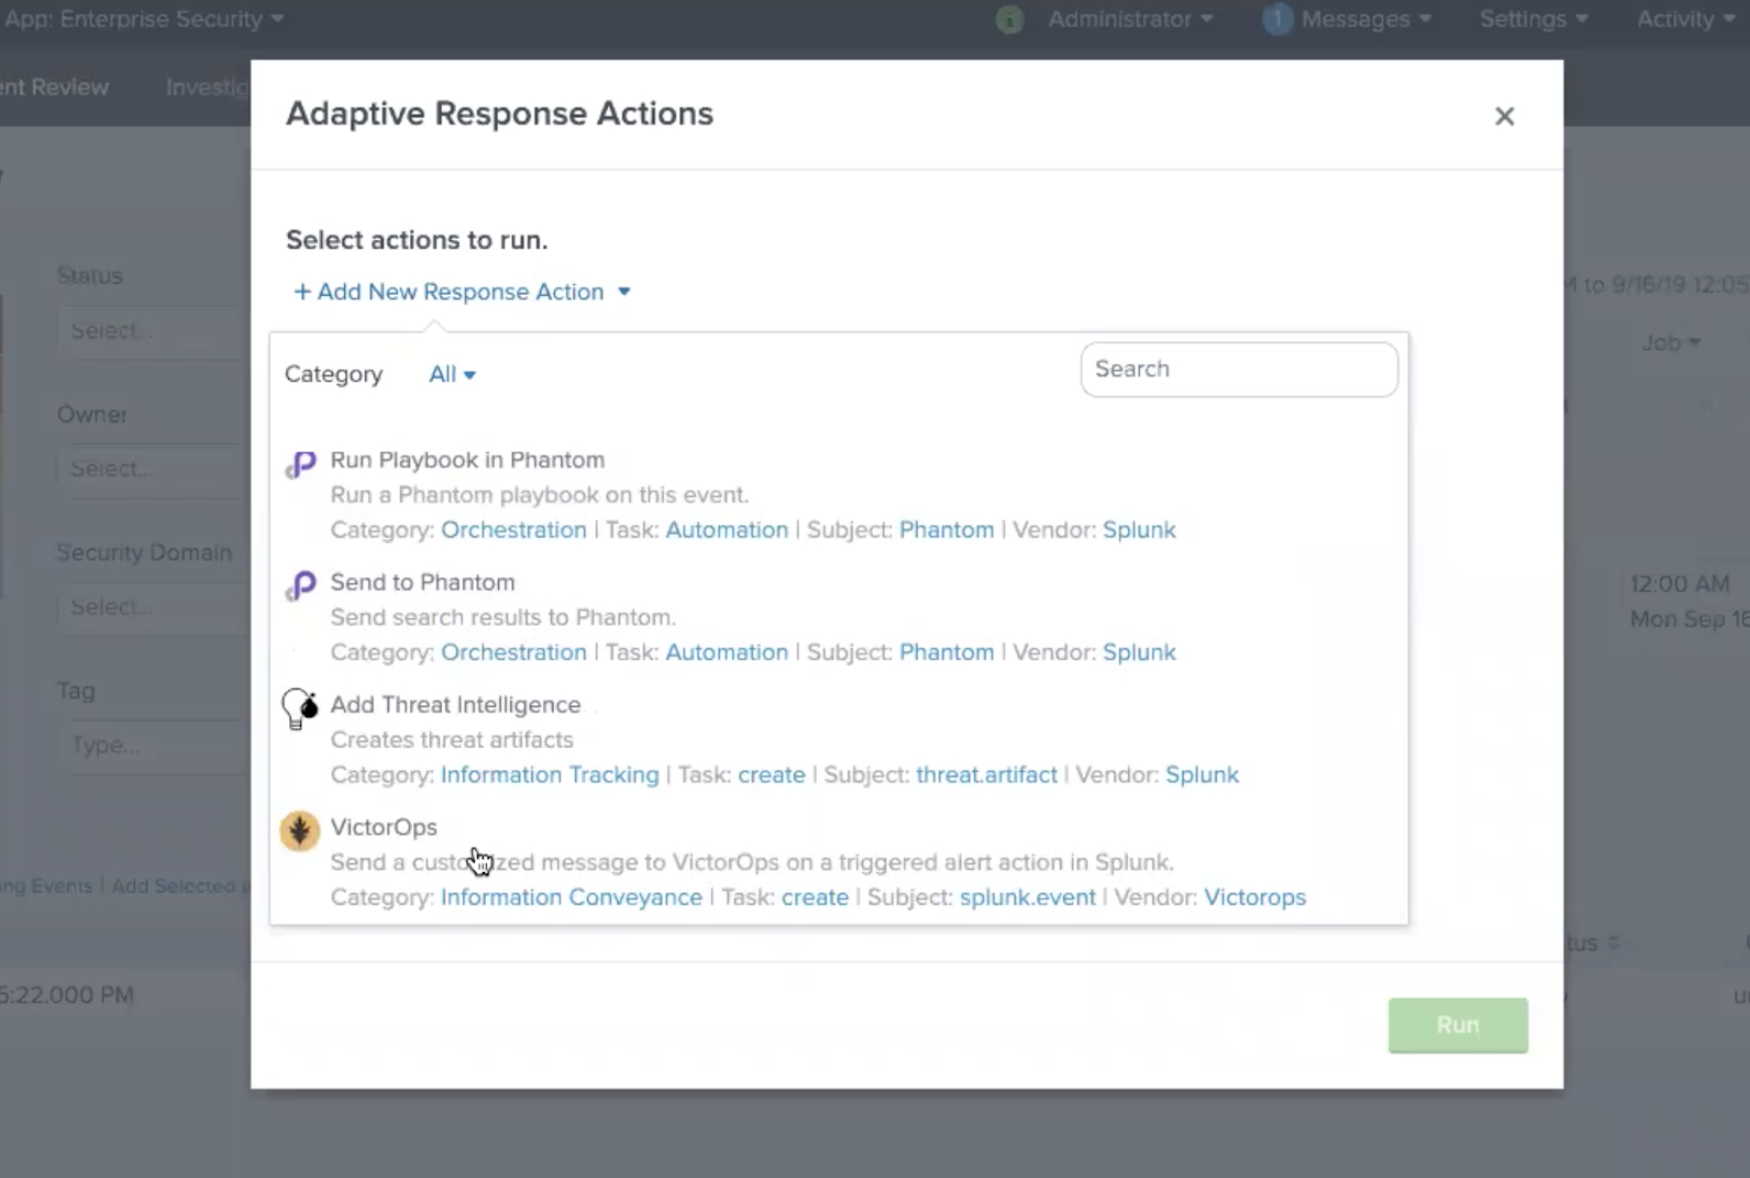 App: Enterprise Security
Administrator
1 Messages
Settings
Activity
nt Review
Investig
Adaptive Response Actions
Select actions to run.
+ Add New Response Action
Status
Select...
to 9/16/19 12:05
Job
Category All
Search
Owner
Select...
Run Playbook in Phantom
Run a Phantom playbook on this event.
Category: Orchestration | Task: Automation | Subject: Phantom | Vendor: Splunk
Security Domain
Select...
Send to Phantom
Send search results to Phantom.
Category: Orchestration | Task: Automation | Subject: Phantom | Vendor: Splunk
12:00 AM
Mon Sep 16
Tag
Type...
Add Threat Intelligence
Creates threat artifacts
Category: Information Tracking | Task: create | Subject: threat.artifact | Vendor: Splunk
VictorOps
Send a customized message to VictorOps on a triggered alert action in Splunk.
Category: Information Conveyance | Task: create | Subject: splunk.event | Vendor: Victorops
ng Events | Add Selected
tus
5:22.000 PM
Run